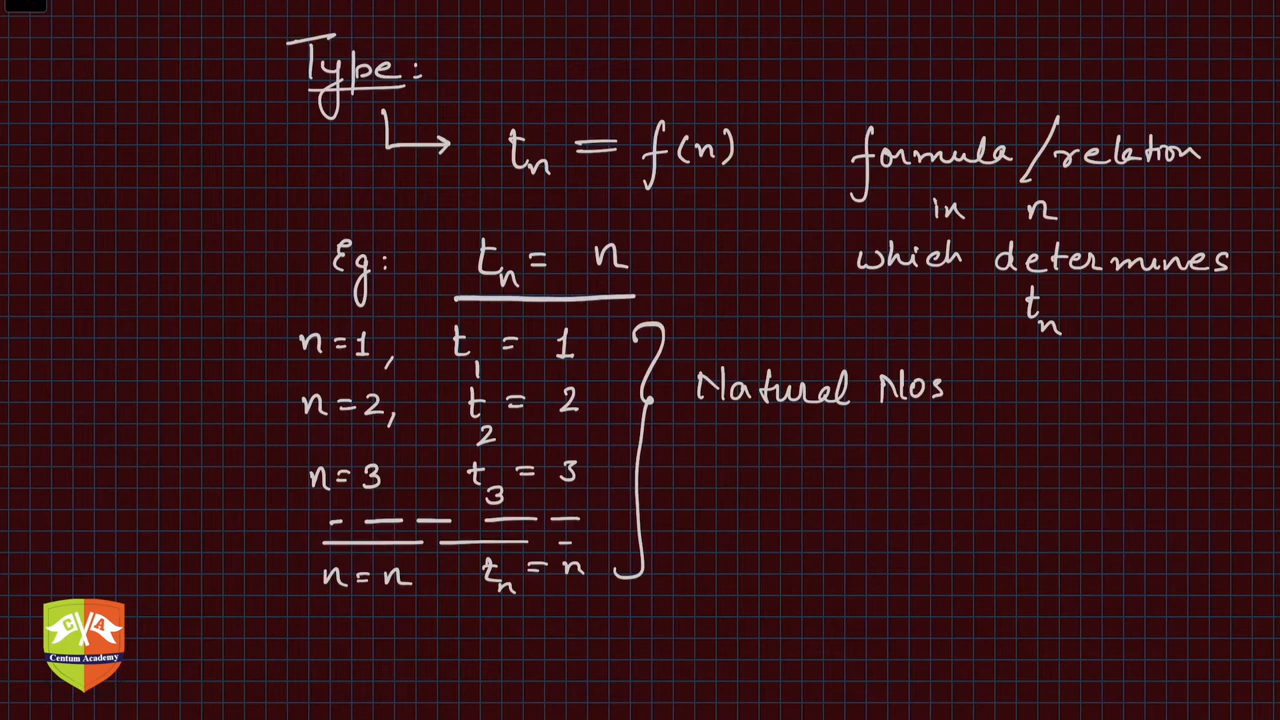 Type:
↳ tₙ = f(n)
formula / relation
in n
which determines
tₙ
Eg: tₙ = n
n=1, t₁ = 1
n=2, t₂ = 2
n=3 t₃ = 3
n=n tₙ = n
Natural Nos
C A
Centum Academy